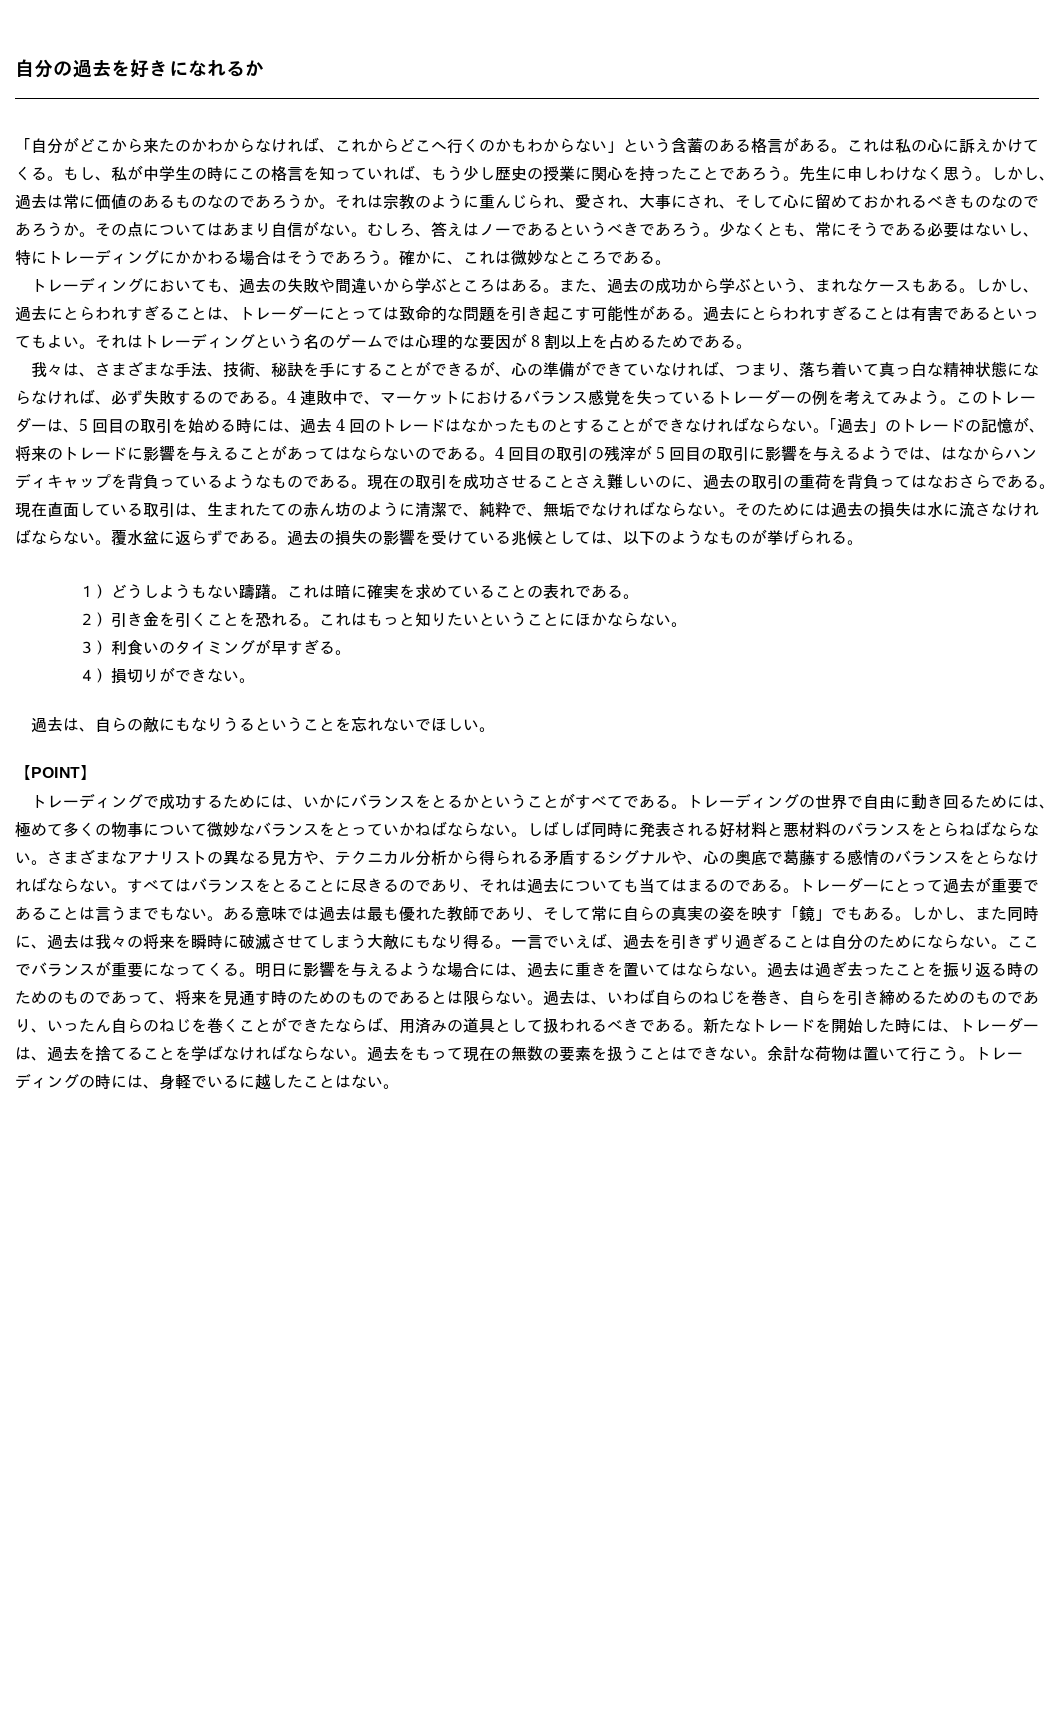 自分の過去を好きになれるか
「自分がどこから来たのかわからなければ、これからどこへ行くのかもわからない」という含蓄のある格言がある。これは私の心に訴えかけて
くる。もし、私が中学生の時にこの格言を知っていれば、もう少し歴史の授業に関心を持ったことであろう。先生に申しわけなく思う。しかし、
過去は常に価値のあるものなのであろうか。それは宗教のように重んじられ、愛され、大事にされ、そして心に留めておかれるべきものなので
あろうか。その点についてはあまり自信がない。むしろ、答えはノーであるというべきであろう。少なくとも、常にそうである必要はないし、
特にトレーディングにかかわる場合はそうであろう。確かに、これは微妙なところである。
　トレーディングにおいても、過去の失敗や間違いから学ぶところはある。また、過去の成功から学ぶという、まれなケースもある。しかし、
過去にとらわれすぎることは、トレーダーにとっては致命的な問題を引き起こす可能性がある。過去にとらわれすぎることは有害であるといっ
てもよい。それはトレーディングという名のゲームでは心理的な要因が 8 割以上を占めるためである。
　我々は、さまざまな手法、技術、秘訣を手にすることができるが、心の準備ができていなければ、つまり、落ち着いて真っ白な精神状態にな
らなければ、必ず失敗するのである。4 連敗中で、マーケットにおけるバランス感覚を失っているトレーダーの例を考えてみよう。このトレー
ダーは、5 回目の取引を始める時には、過去 4 回のトレードはなかったものとすることができなければならない。「過去」のトレードの記憶が、
将来のトレードに影響を与えることがあってはならないのである。4 回目の取引の残滓が 5 回目の取引に影響を与えるようでは、はなからハン
ディキャップを背負っているようなものである。現在の取引を成功させることさえ難しいのに、過去の取引の重荷を背負ってはなおさらである。
現在直面している取引は、生まれたての赤ん坊のように清潔で、純粋で、無垢でなければならない。そのためには過去の損失は水に流さなけれ
ばならない。覆水盆に返らずである。過去の損失の影響を受けている兆候としては、以下のようなものが挙げられる。
１）どうしようもない躊躇。これは暗に確実を求めていることの表れである。
２）引き金を引くことを恐れる。これはもっと知りたいということにほかならない。
３）利食いのタイミングが早すぎる。
４）損切りができない。
　過去は、自らの敵にもなりうるということを忘れないでほしい。
【POINT】
　トレーディングで成功するためには、いかにバランスをとるかということがすべてである。トレーディングの世界で自由に動き回るためには、
極めて多くの物事について微妙なバランスをとっていかねばならない。しばしば同時に発表される好材料と悪材料のバランスをとらねばならな
い。さまざまなアナリストの異なる見方や、テクニカル分析から得られる矛盾するシグナルや、心の奥底で葛藤する感情のバランスをとらなけ
ればならない。すべてはバランスをとることに尽きるのであり、それは過去についても当てはまるのである。トレーダーにとって過去が重要で
あることは言うまでもない。ある意味では過去は最も優れた教師であり、そして常に自らの真実の姿を映す「鏡」でもある。しかし、また同時
に、過去は我々の将来を瞬時に破滅させてしまう大敵にもなり得る。一言でいえば、過去を引きずり過ぎることは自分のためにならない。ここ
でバランスが重要になってくる。明日に影響を与えるような場合には、過去に重きを置いてはならない。過去は過ぎ去ったことを振り返る時の
ためのものであって、将来を見通す時のためのものであるとは限らない。過去は、いわば自らのねじを巻き、自らを引き締めるためのものであ
り、いったん自らのねじを巻くことができたならば、用済みの道具として扱われるべきである。新たなトレードを開始した時には、トレーダー
は、過去を捨てることを学ばなければならない。過去をもって現在の無数の要素を扱うことはできない。余計な荷物は置いて行こう。トレー
ディングの時には、身軽でいるに越したことはない。